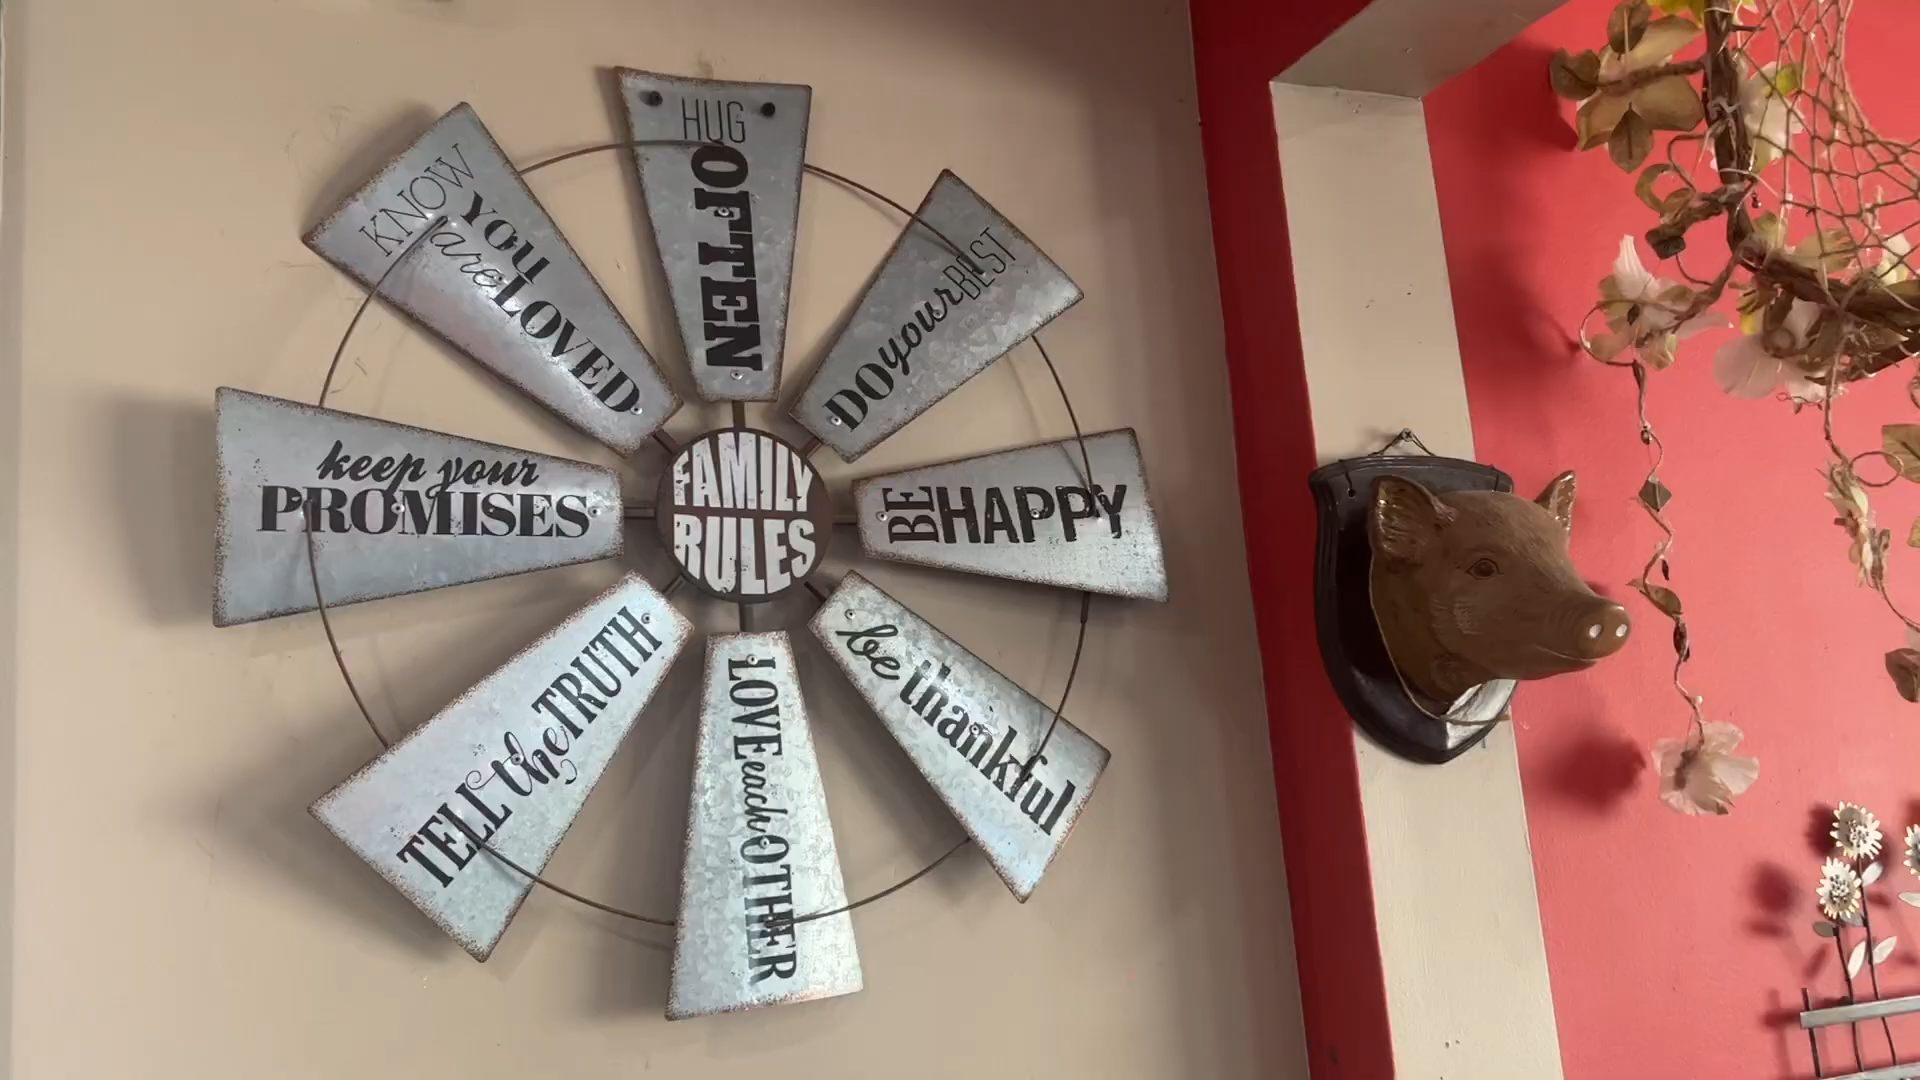 FAMILY
RULES
HUG
OFTEN
DO your BEST
BE HAPPY
be thankful
LOVE each OTHER
TELL the TRUTH
keep your
PROMISES
KNOW
YOU
are LOVED